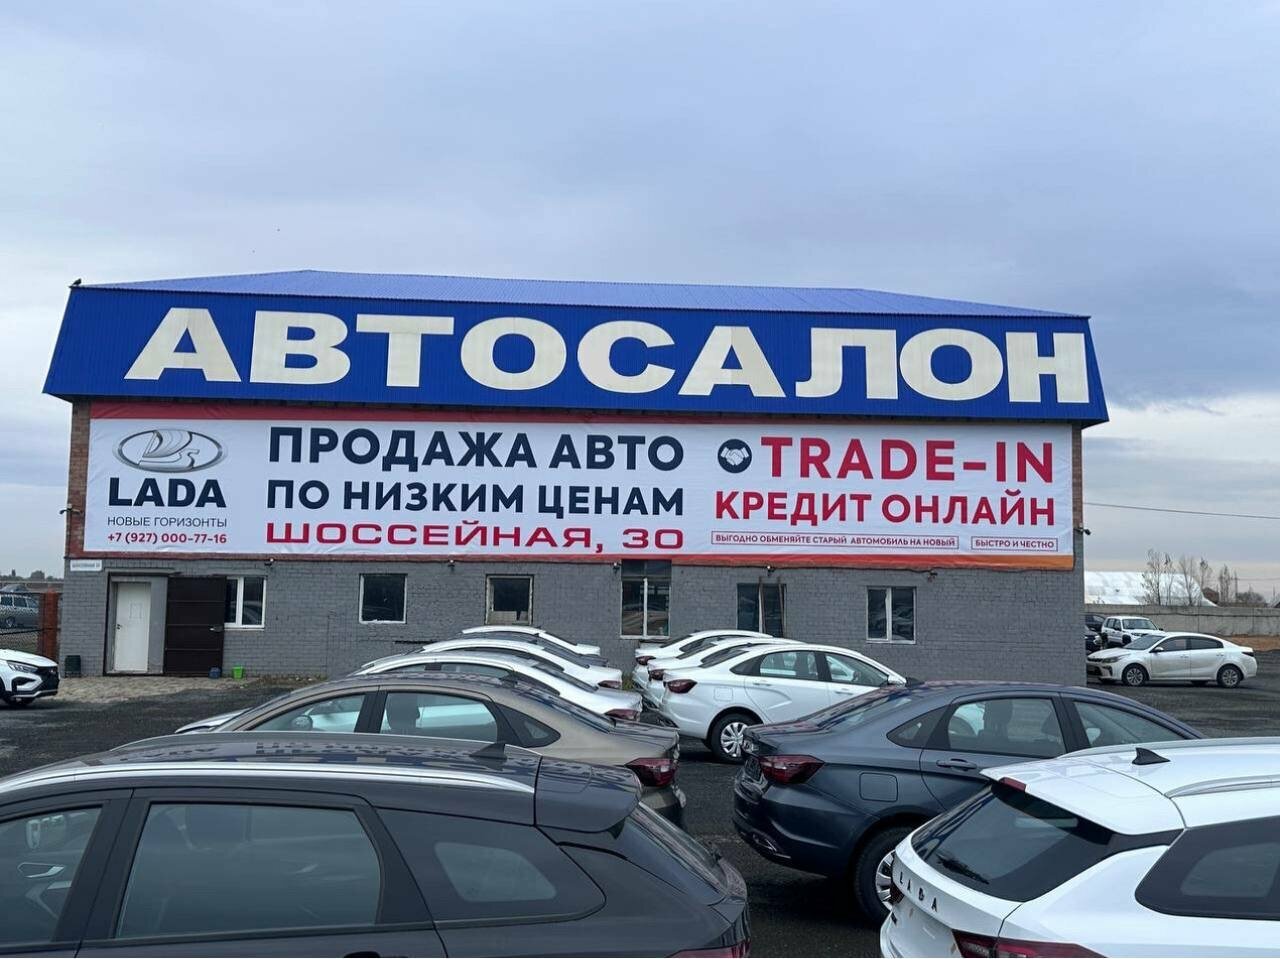 АВТОСАЛОН
LADA
НОВЫЕ ГОРИЗОНТЫ
+7 (927) 000-77-16
ПРОДАЖА АВТО
ПО НИЗКИМ ЦЕНАМ
ШОССЕЙНАЯ, 30
TRADE-IN
КРЕДИТ ОНЛАЙН
ВЫГОДНО ОБМЕНЯЙТЕ СТАРЫЙ АВТОМОБИЛЬ НА НОВЫЙ
БЫСТРО И ЧЕСТНО
LADA